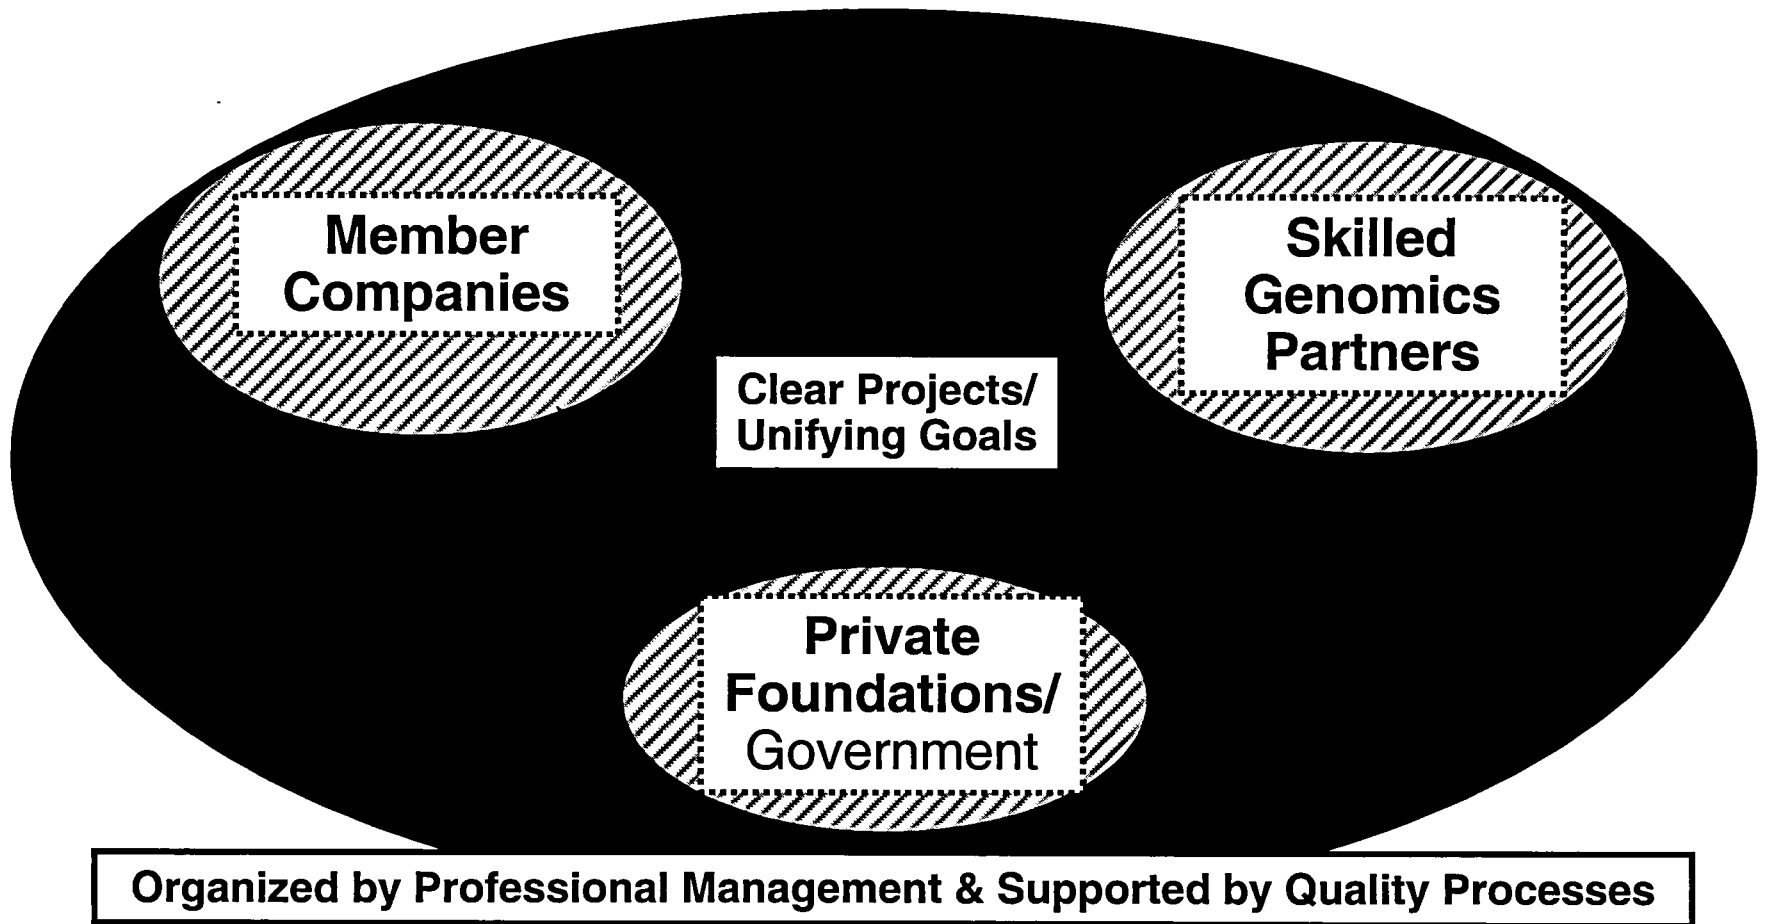 Member
Companies
Skilled
Genomics
Partners
Clear Projects/
Unifying Goals
Private
Foundations/
Government
Organized by Professional Management & Supported by Quality Processes